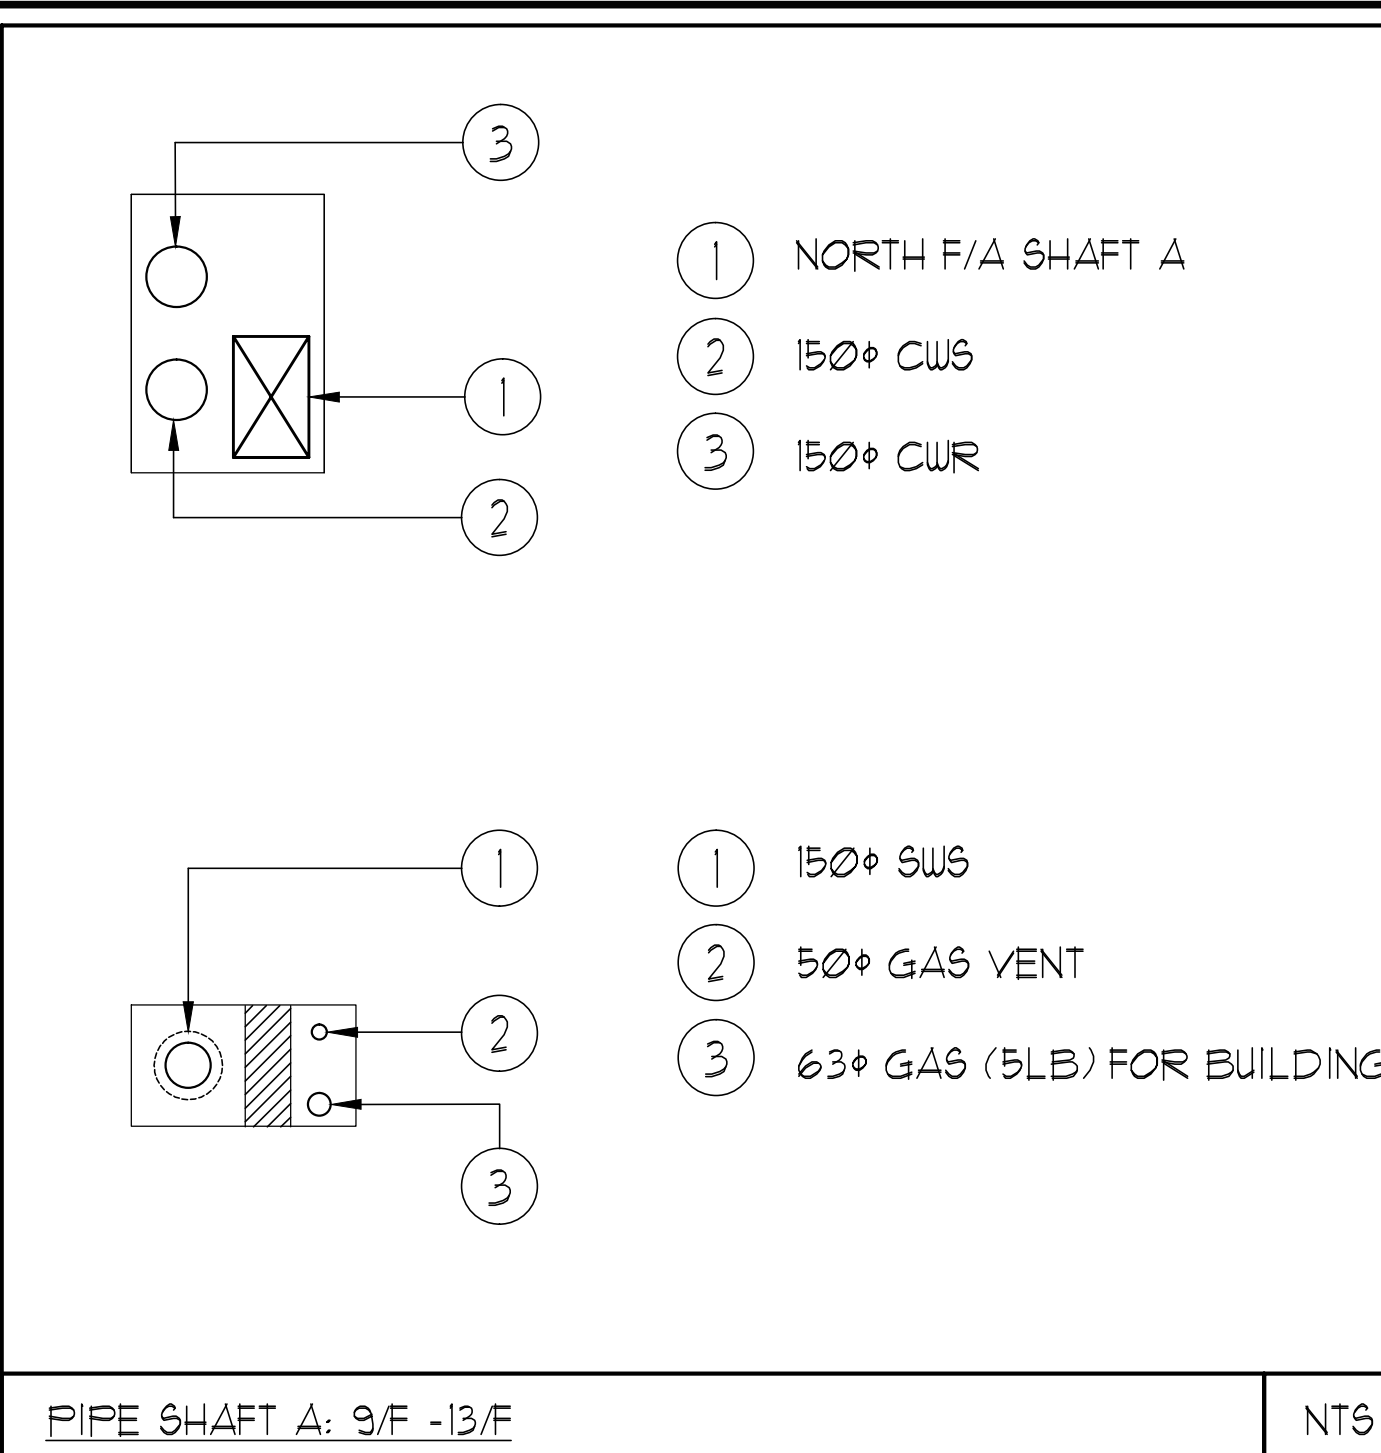 3
1
2
1 NORTH F/A SHAFT A
2 150ϕ CWS
3 150ϕ CWR
1
2
3
1 150ϕ SWS
2 50ϕ GAS VENT
3 63ϕ GAS (5LB) FOR BUILDING
PIPE SHAFT A: 9/F -13/F
NTS